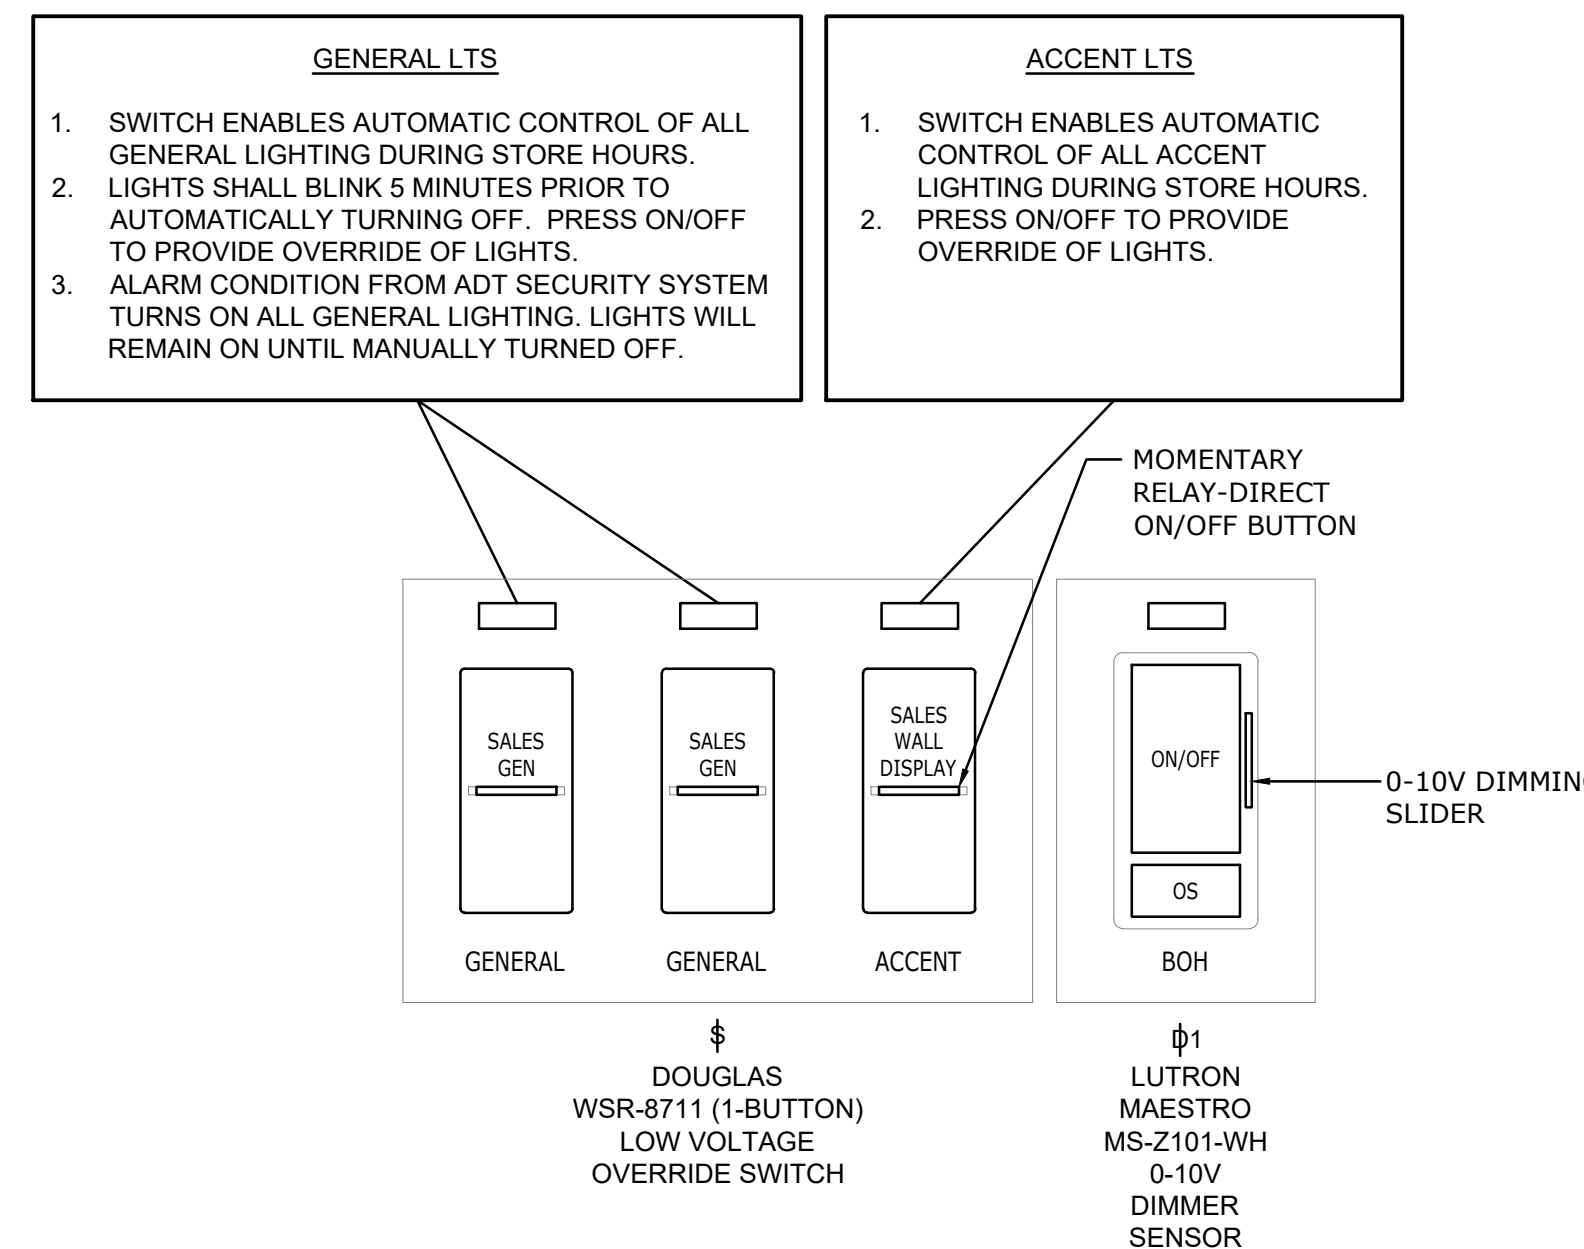 GENERAL LTS
1. SWITCH ENABLES AUTOMATIC CONTROL OF ALL
GENERAL LIGHTING DURING STORE HOURS.
2. LIGHTS SHALL BLINK 5 MINUTES PRIOR TO
AUTOMATICALLY TURNING OFF. PRESS ON/OFF
TO PROVIDE OVERRIDE OF LIGHTS.
3. ALARM CONDITION FROM ADT SECURITY SYSTEM
TURNS ON ALL GENERAL LIGHTING. LIGHTS WILL
REMAIN ON UNTIL MANUALLY TURNED OFF.
ACCENT LTS
1. SWITCH ENABLES AUTOMATIC
CONTROL OF ALL ACCENT
LIGHTING DURING STORE HOURS.
2. PRESS ON/OFF TO PROVIDE
OVERRIDE OF LIGHTS.
MOMENTARY
RELAY-DIRECT
ON/OFF BUTTON
SALES
GEN
GENERAL
SALES
GEN
GENERAL
SALES
WALL
DISPLAY
ACCENT
ON/OFF
OS
BOH
0-10V
SLIDER
$
DOUGLAS
WSR-8711 (1-BUTTON)
LOW VOLTAGE
OVERRIDE SWITCH
D1
LUTRON
MAESTRO
MS-Z101-WH
0-10V
DIMMER
SENSOR